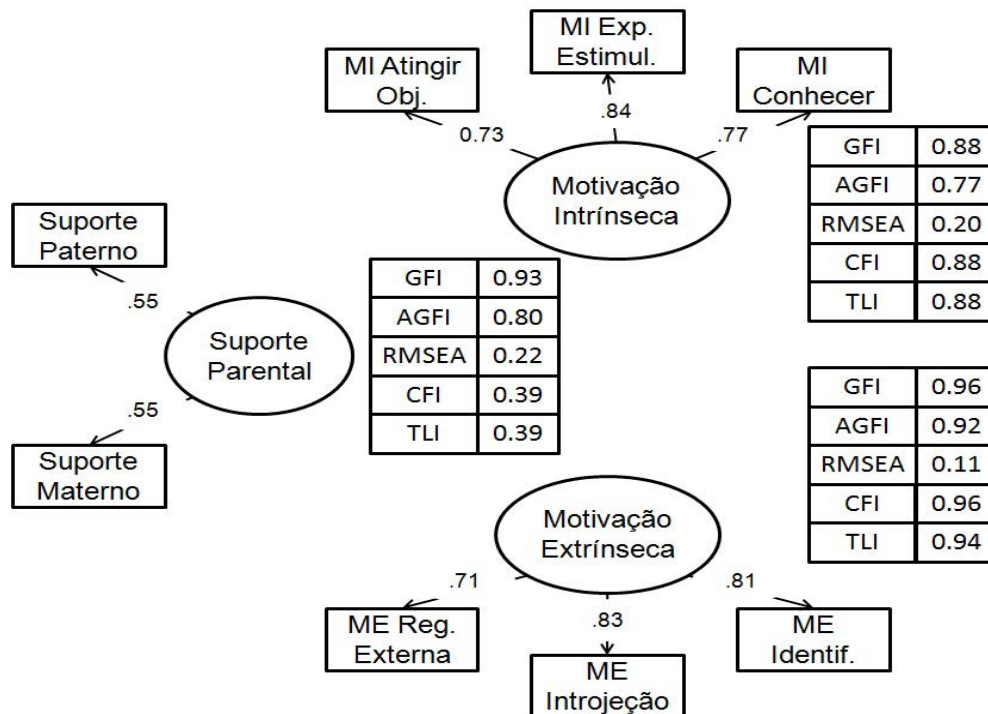 MI Exp.
Estimul.
MI Atingir
Obj.
MI
Conhecer
0.73
.84
.77
Motivação
Intrínseca
GFI 0.88
AGFI 0.77
RMSEA 0.20
CFI 0.88
TLI 0.88
Suporte
Paterno
.55
Suporte
Parental
.55
Suporte
Materno
GFI 0.93
AGFI 0.80
RMSEA 0.22
CFI 0.39
TLI 0.39
GFI 0.96
AGFI 0.92
RMSEA 0.11
CFI 0.96
TLI 0.94
Motivação
Extrínseca
.71
.83
.81
ME Reg.
Externa
ME
Introjeção
ME
Identif.